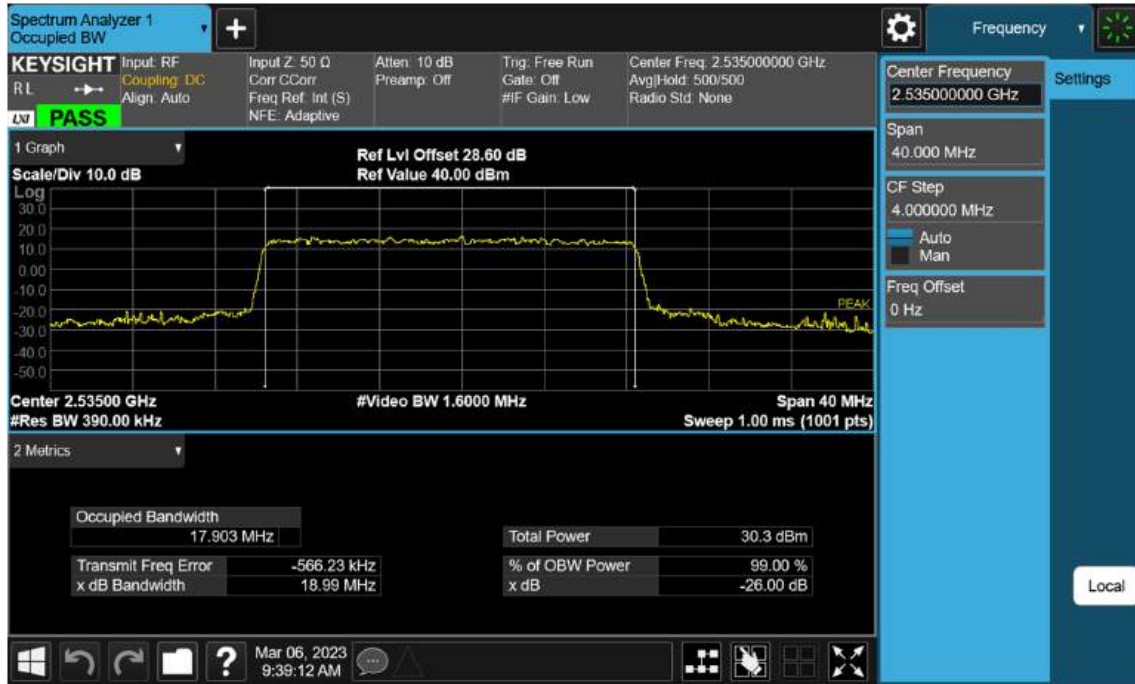 Spectrum Analyzer 1
Occupied BW
Frequency
KEYSIGHT
RL
LXI
PASS
Input: RF
Coupling: DC
Align: Auto
Input Z: 50 Ω
Corr CCorr
Freq Ref: Int (S)
NFE: Adaptive
Atten: 10 dB
Preamp: Off
Trig: Free Run
Gate: Off
#IF Gain: Low
Center Freq: 2.535000000 GHz
Avg|Hold: 500/500
Radio Std: None
Center Frequency
2.535000000 GHz
Settings
Span
40.000 MHz
CF Step
4.000000 MHz
Auto
Man
Freq Offset
0 Hz
Local
1 Graph
Scale/Div 10.0 dB
Ref Lvl Offset 28.60 dB
Ref Value 40.00 dBm
Log
30.0
20.0
10.0
0.00
-10.0
-20.0
-30.0
-40.0
-50.0
PEAK
Center 2.53500 GHz
#Video BW 1.6000 MHz
Span 40 MHz
#Res BW 390.00 kHz
Sweep 1.00 ms (1001 pts)
2 Metrics
Occupied Bandwidth
17.903 MHz
Total Power 30.3 dBm
Transmit Freq Error -566.23 kHz
% of OBW Power 99.00 %
x dB Bandwidth 18.99 MHz
x dB -26.00 dB
?
Mar 06, 2023
9:39:12 AM